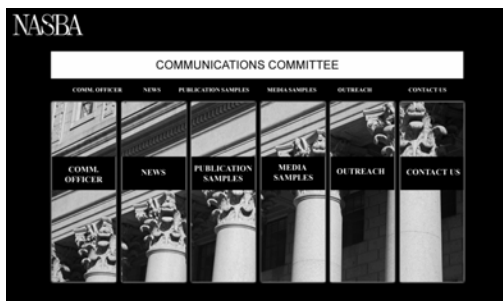 NASBA
COMMUNICATIONS COMMITTEE
COMM. OFFICER NEWS PUBLICATION SAMPLES MEDIA SAMPLES OUTREACH CONTACT US
COMM. OFFICER
NEWS
PUBLICATION SAMPLES
MEDIA SAMPLES
OUTREACH
CONTACT US